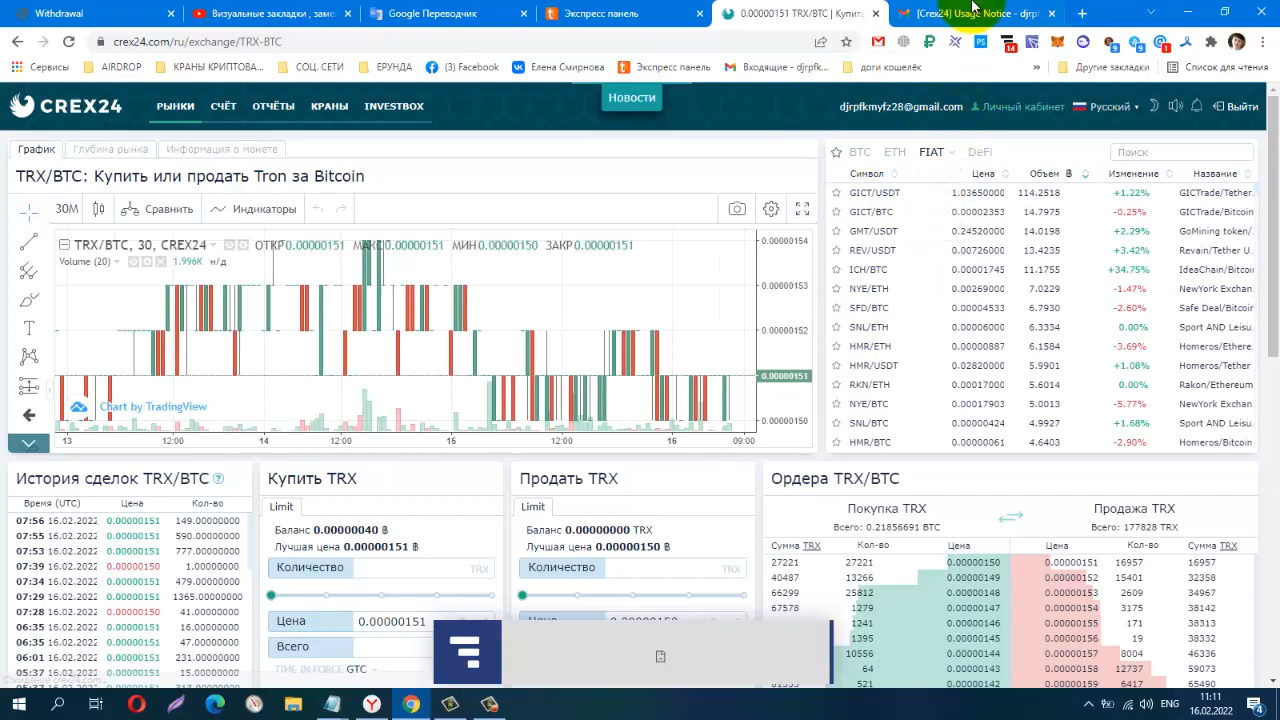 Withdrawal
Визуальные закладки , заме
Google Переводчик
Экспресс панель
0.00000151 TRX/BTC | Купить
[Crex24] Usage Notice - djrpf
crex24.com/ru/exchange/TRX-BTC
Сервисы
AIRDROP
КРАНЫ КРИПТОВА
СОЦ. СЕТИ
ЕРУНДА
(3) Facebook
Елена Смирнова
Экспресс панель
Входящие - djrpfk...
доги кошелёк
»
Другие закладки
Список для чтения
CREX24
РЫНКИ
СЧЁТ
ОТЧЁТЫ
КРАНЫ
INVESTBOX
Новости
djrpfkmyfz28@gmail.com
Личный кабинет
Русский
Выйти
График
Глубина рынка
Информация о монете
TRX/BTC: Купить или продать Tron за Bitcoin
30M
Сравнить
Индикаторы
TRX/BTC, 30, CREX24
ОТКР0.00000151 МАКС0.00000151 МИН0.00000150 ЗАКР0.00000151
Volume (20)
1.996K н/д
0.00000154
0.00000153
0.00000152
0.00000151
0.00000150
Chart by TradingView
13 12:00 14 12:00 15 12:00 16 09:00
BTC ETH FIAT DeFi
Поиск
Символ Цена Объем ฿ Изменение Название
GICT/USDT 1.03650000 114.2518 +1.22% GICTrade/Tether.
GICT/BTC 0.00002353 14.7975 -0.25% GICTrade/Bitcoin
GMT/USDT 0.24520000 14.0198 +2.29% GoMining token/
REV/USDT 0.00726000 13.4235 +3.42% Revain/Tether U.
ICH/BTC 0.00001745 11.1755 +34.75% IdeaChain/Bitcoir
NYE/ETH 0.00269000 7.0229 -1.47% NewYork Exchan.
SFD/BTC 0.00004533 6.7930 -2.60% Safe Deal/Bitcoin
SNL/ETH 0.00006000 6.3334 0.00% Sport AND Leisu.
HMR/ETH 0.00000887 6.1584 -3.69% Homeros/Ethere.
HMR/USDT 0.02820000 5.9901 +1.08% Homeros/Tether
RKN/ETH 0.00017000 5.6014 0.00% Rakon/Ethereum
NYE/BTC 0.00017903 5.0013 -5.77% NewYork Exchan.
SNL/BTC 0.00000424 4.9927 +1.68% Sport AND Leisu.
HMR/BTC 0.00000061 4.6403 -2.90% Homeros/Bitcoin
История сделок TRX/BTC
Время (UTC) Цена Кол-во
07:56 16.02.2022 0.00000151 149.00000000
07:55 16.02.2022 0.00000151 590.00000000
07:53 16.02.2022 0.00000151 777.00000000
07:39 16.02.2022 0.00000150 1.00000000
07:34 16.02.2022 0.00000151 479.00000000
07:29 16.02.2022 0.00000151 1365.00000000
07:28 16.02.2022 0.00000150 41.00000000
06:35 16.02.2022 0.00000151 16.00000000
06:35 16.02.2022 0.00000151 47.00000000
06:01 16.02.2022 0.00000151 231.00000000
05:37 16.02.2022 0.00000151 15.00000000
Ожидание crex24.com...
Купить TRX
Limit
Баланс 0.00000040 ฿
Лучшая цена 0.00000151 ฿
Количество TRX
Цена 0.00000151
Всего
TIME IN FORCE GTC
Продать TRX
Limit
Баланс 0.00000000 TRX
Лучшая цена 0.00000150 ฿
Количество TRX
Ордера TRX/BTC
Покупка TRX
Всего: 0.21856691 BTC
Продажа TRX
Всего: 177828 TRX
Сумма TRX Кол-во Цена Цена Кол-во Сумма TRX
27221 27221 0.00000150 0.00000151 16957 16957
40487 13266 0.00000149 0.00000152 15401 32358
66299 25812 0.00000148 0.00000153 2609 34967
67578 1279 0.00000147 0.00000154 3175 38142
1241 0.00000146 0.00000155 171 38313
1395 0.00000145 0.00000156 19 38332
10556 0.00000144 0.00000157 8004 46336
64 0.00000143 0.00000158 12737 59073
521 0.00000142 0.00000159 6417 65490
ENG
11:11
16.02.2022